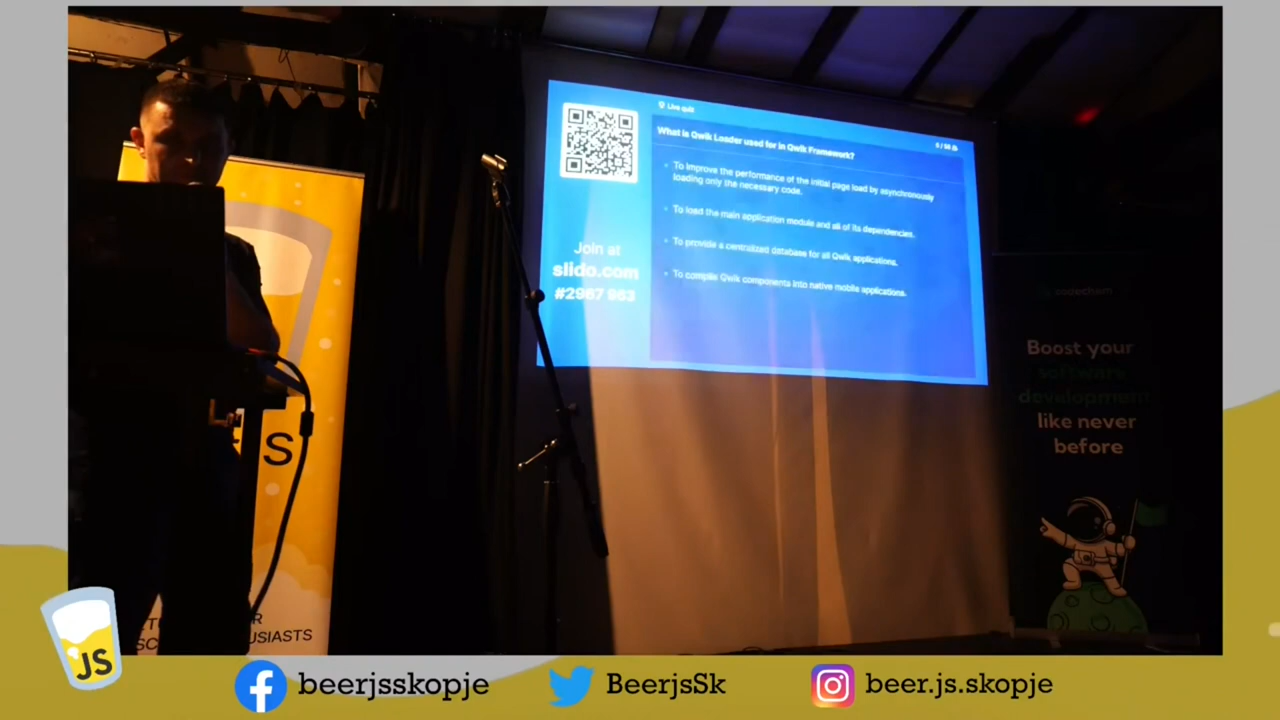 Live quiz
What is Qwik Loader used for in Qwik Framework?
To improve the performance of the initial page load by asynchronously
loading only the necessary code.
To load the main application module and all of its dependencies.
To provide a centralized database for all Qwik applications.
To compile Qwik components into native mobile applications.
Join at
slido.com
#2967 963
S
USIASTS
Boost your
software
development
like never
before
JS
beerjsskopje
BeerjsSk
beer.js.skopje